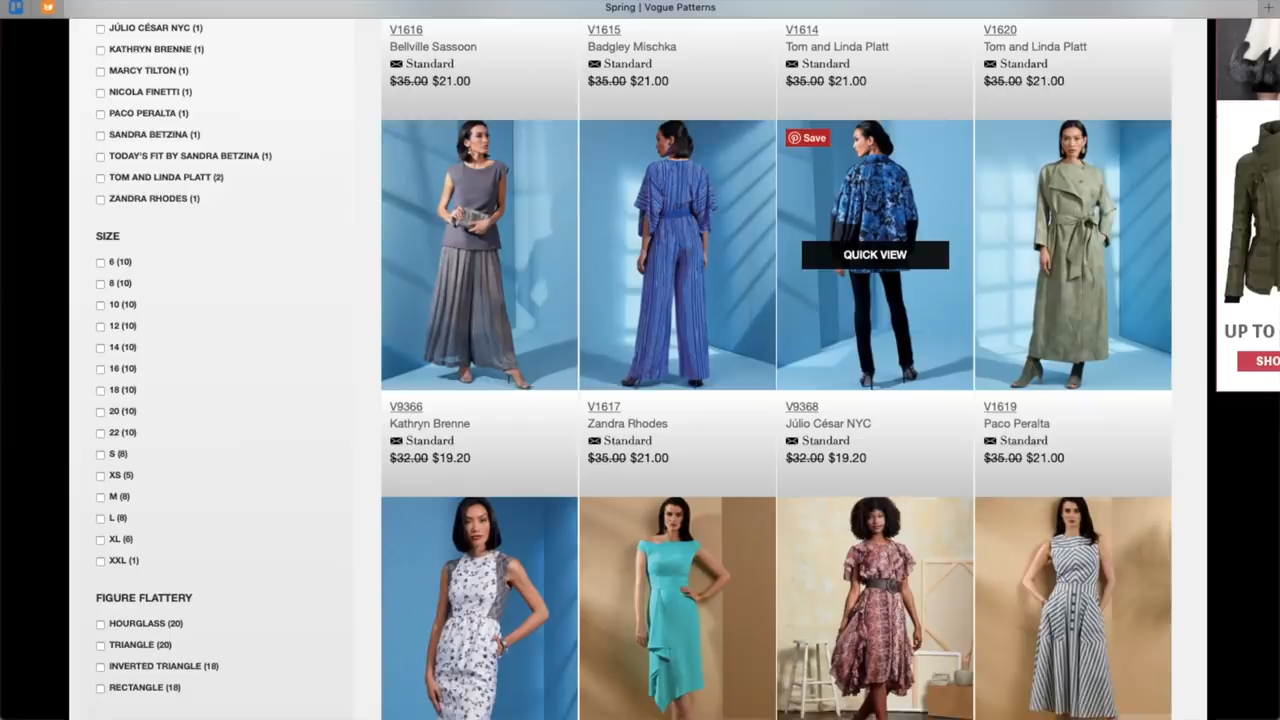 Spring | Vogue Patterns
JÚLIO CÉSAR NYC (1)
KATHRYN BRENNE (1)
MARCY TILTON (1)
NICOLA FINETTI (1)
PACO PERALTA (1)
SANDRA BETZINA (1)
TODAY'S FIT BY SANDRA BETZINA (1)
TOM AND LINDA PLATT (2)
ZANDRA RHODES (1)
SIZE
6 (10)
8 (10)
10 (10)
12 (10)
14 (10)
16 (10)
18 (10)
20 (10)
22 (10)
S (8)
XS (5)
M (8)
L (8)
XL (6)
XXL (1)
FIGURE FLATTERY
HOURGLASS (20)
TRIANGLE (20)
INVERTED TRIANGLE (18)
RECTANGLE (18)
V1616
Bellville Sassoon
Standard
$35.00 $21.00
V1615
Badgley Mischka
Standard
$35.00 $21.00
V1614
Tom and Linda Platt
Standard
$35.00 $21.00
V1620
Tom and Linda Platt
Standard
$35.00 $21.00
Save
QUICK VIEW
V9366
Kathryn Brenne
Standard
$32.00 $19.20
V1617
Zandra Rhodes
Standard
$35.00 $21.00
V9368
Júlio César NYC
Standard
$32.00 $19.20
V1619
Paco Peralta
Standard
$35.00 $21.00
UP TO
SHO